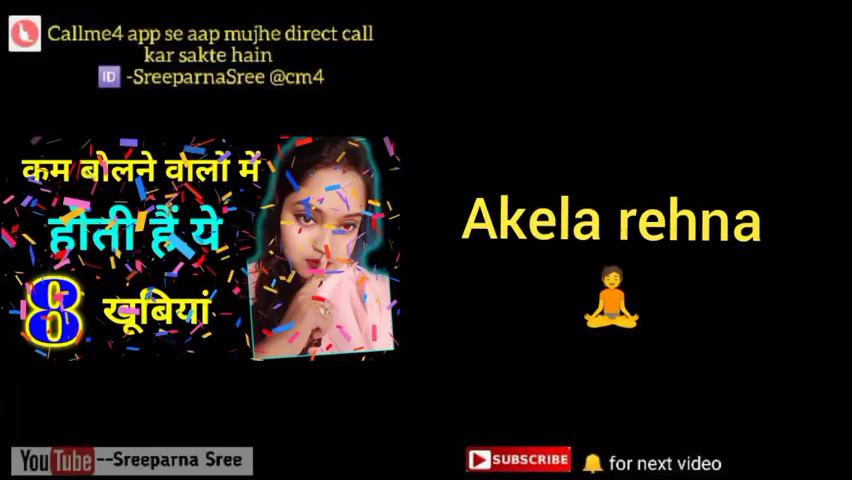 Callme4 app se aap mujhe direct call
kar sakte hain
🆔 -SreeparnaSree @cm4
कम बोलने वालों में
होती हैं ये
8 खूबियां
Akela rehna
YouTube--Sreeparna Sree
SUBSCRIBE
for next video